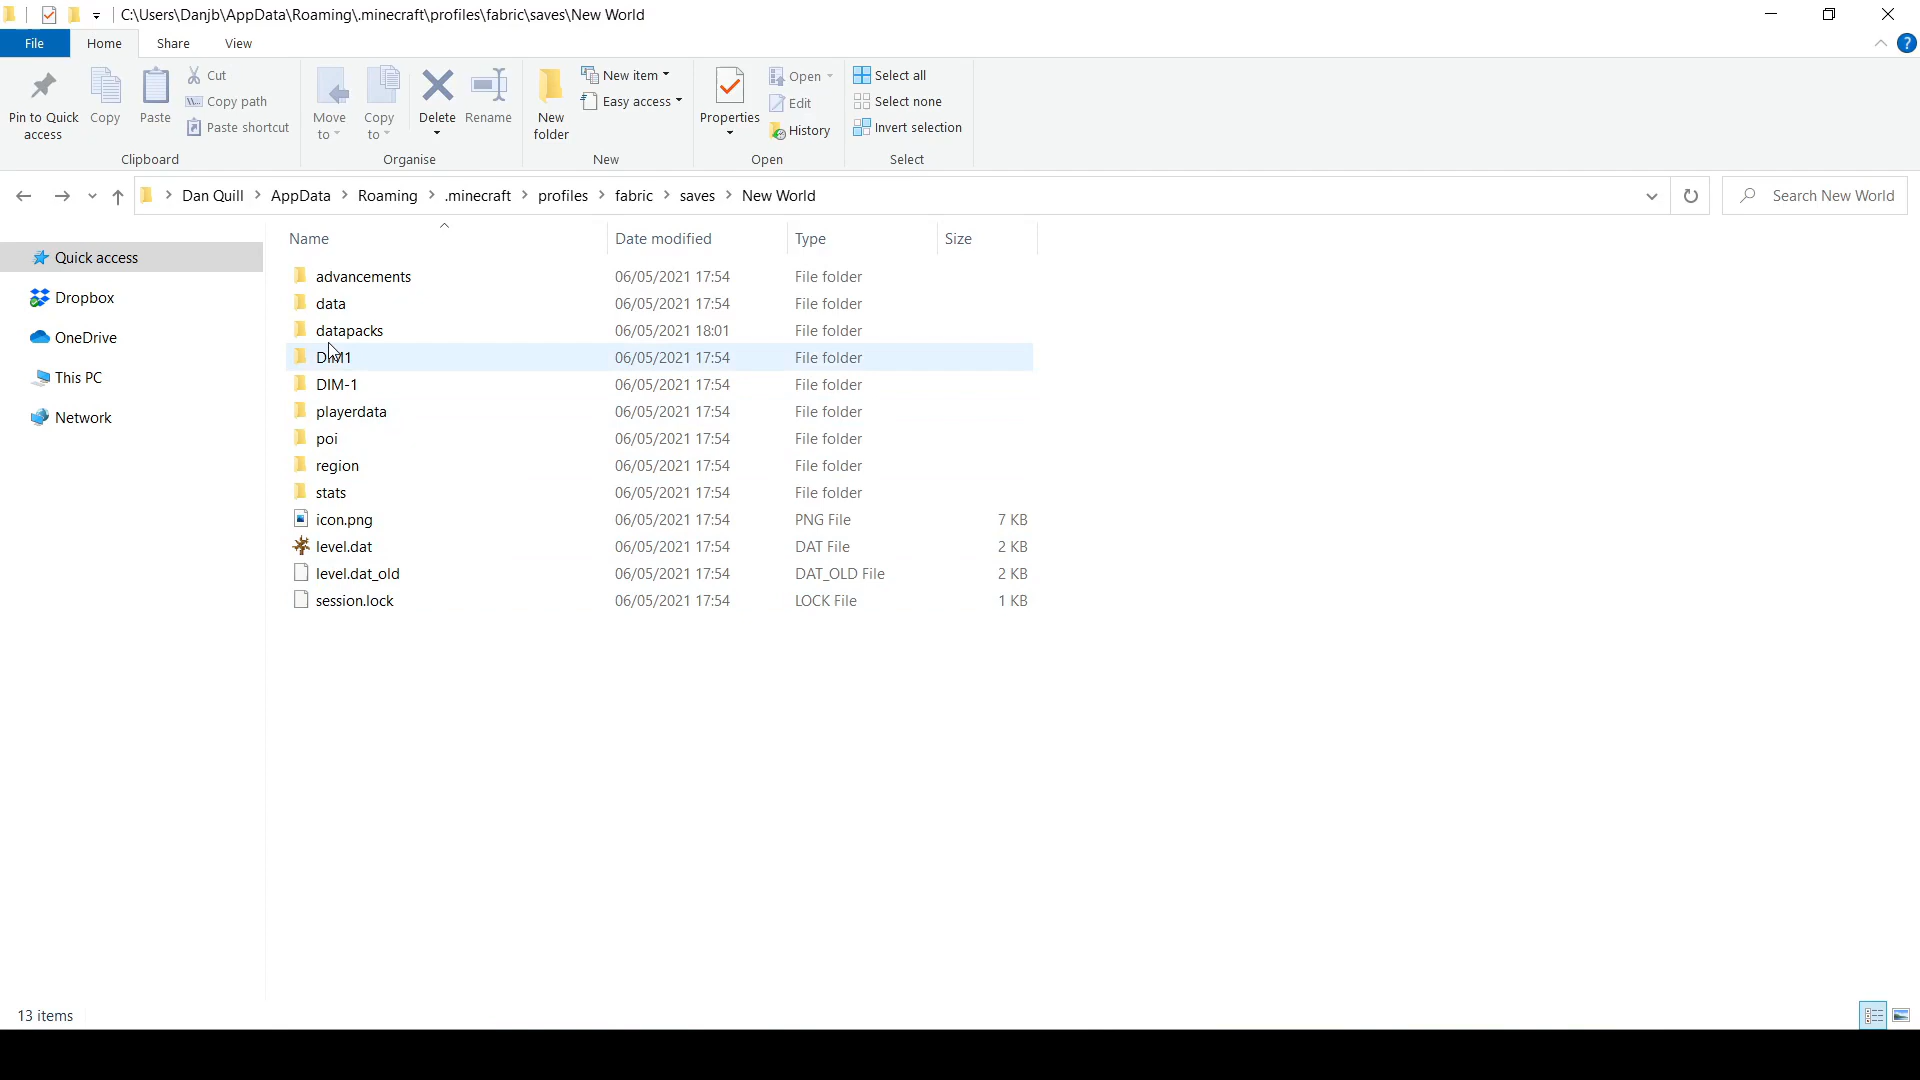 C:\Users\Danjb\AppData\Roaming\.minecraft\profiles\fabric\saves\New World
File Home Share View
Pin to Quick access
Copy
Paste
Cut
Copy path
Paste shortcut
Clipboard
Move to
Copy to
Delete
Rename
Organise
New folder
New item
Easy access
New
Properties
Open
Edit
History
Open
Select all
Select none
Invert selection
Select
Dan Quill > AppData > Roaming > .minecraft > profiles > fabric > saves > New World
Search New World
Quick access
Dropbox
OneDrive
This PC
Network
Name Date modified Type Size
advancements 06/05/2021 17:54 File folder
data 06/05/2021 17:54 File folder
datapacks 06/05/2021 18:01 File folder
DIM1 06/05/2021 17:54 File folder
DIM-1 06/05/2021 17:54 File folder
playerdata 06/05/2021 17:54 File folder
poi 06/05/2021 17:54 File folder
region 06/05/2021 17:54 File folder
stats 06/05/2021 17:54 File folder
icon.png 06/05/2021 17:54 PNG File 7 KB
level.dat 06/05/2021 17:54 DAT File 2 KB
level.dat_old 06/05/2021 17:54 DAT_OLD File 2 KB
session.lock 06/05/2021 17:54 LOCK File 1 KB
13 items